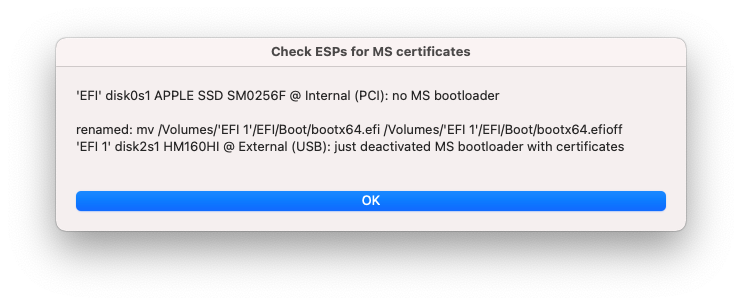 Check ESPs for MS certificates
'EFI' disk0s1 APPLE SSD SM0256F @ Internal (PCI): no MS bootloader
renamed: mv /Volumes/'EFI 1'/EFI/Boot/bootx64.efi /Volumes/'EFI 1'/EFI/Boot/bootx64.efioff
'EFI 1' disk2s1 HM160HI @ External (USB): just deactivated MS bootloader with certificates
OK